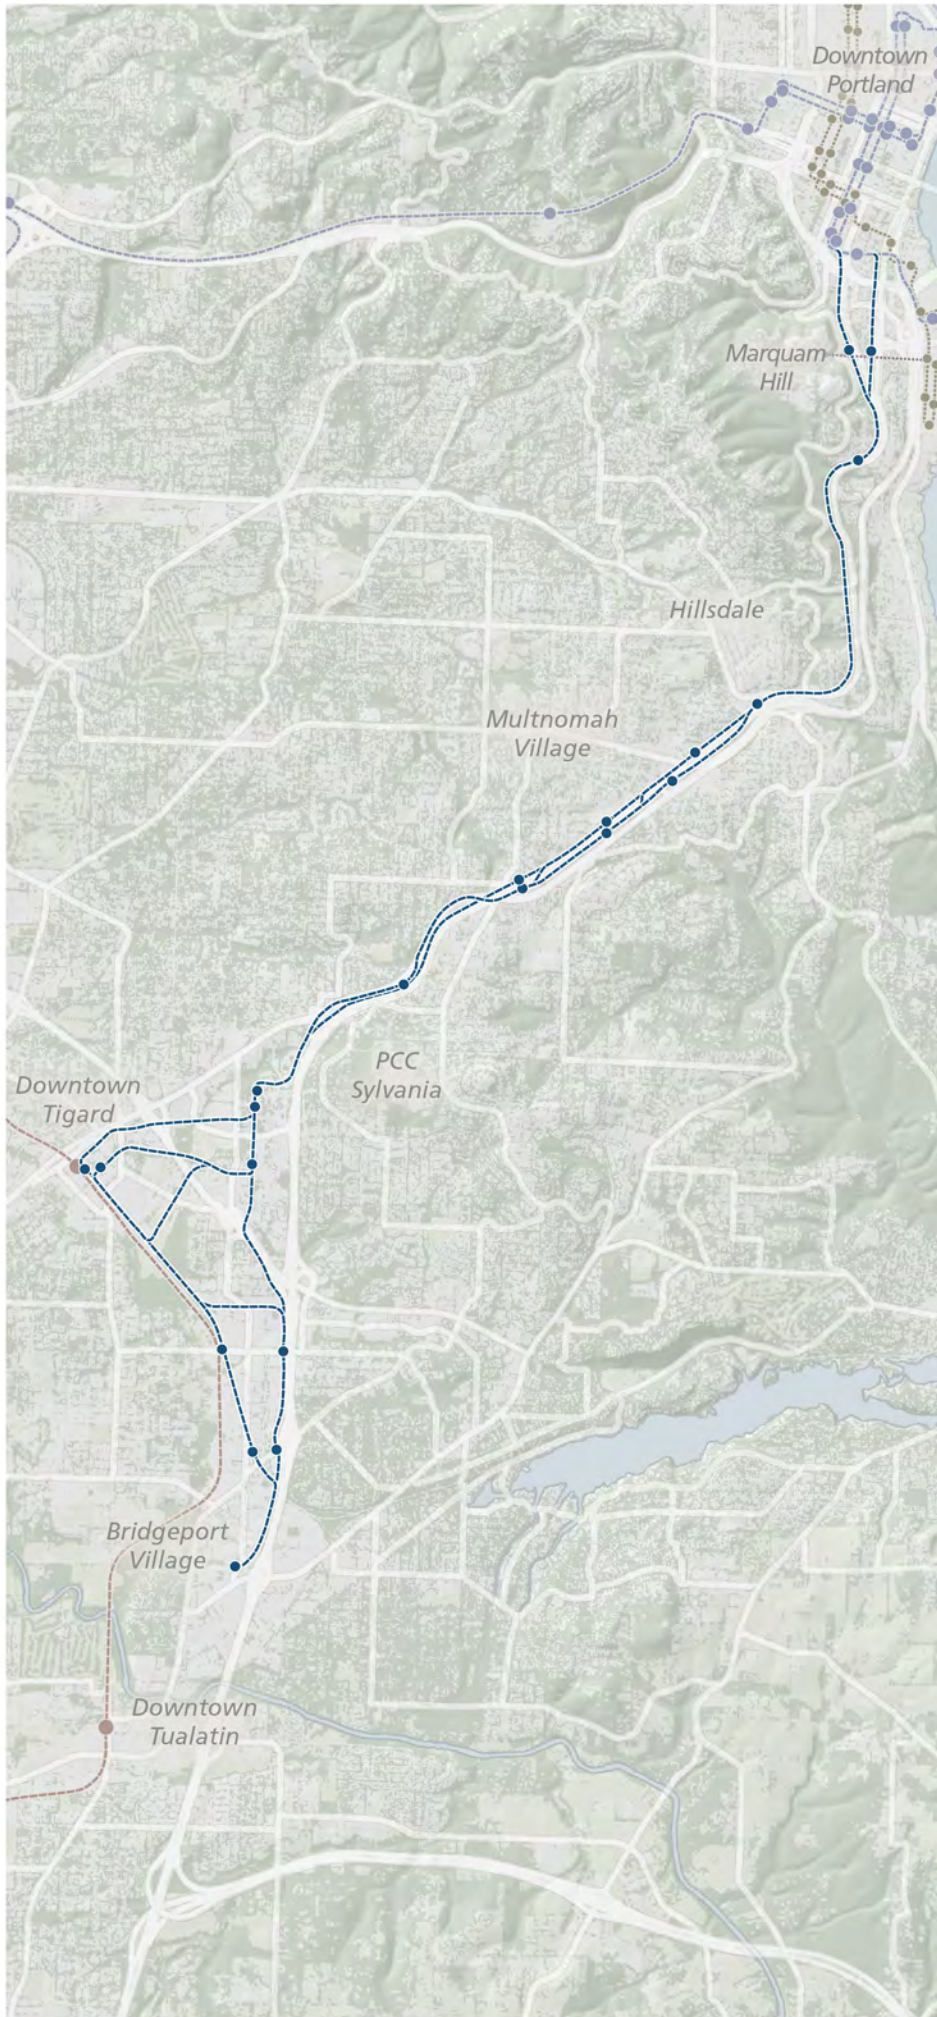 Downtown
Portland
Marquam
Hill
Hillsdale
Multnomah
Village
PCC
Sylvania
Downtown
Tigard
Bridgeport
Village
Downtown
Tualatin